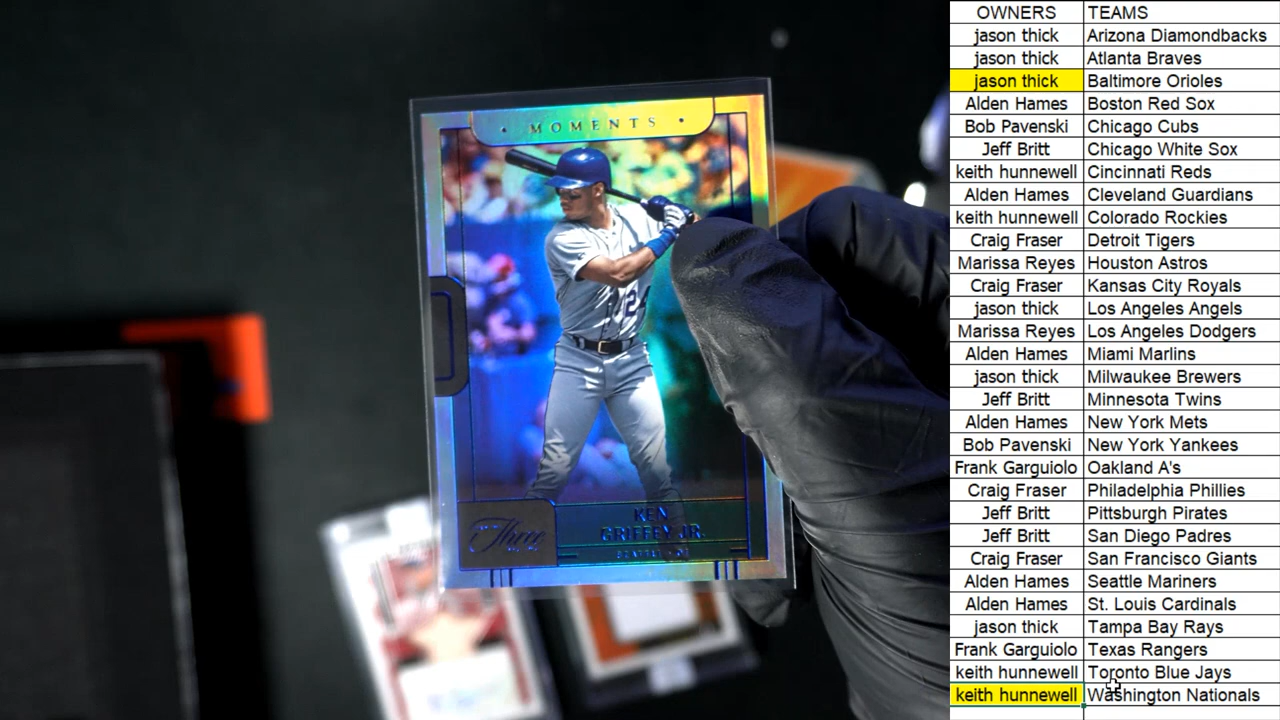 · MOMENTS ·
24
Three
KEN
GRIFFEY JR.
SEATTLE
OWNERS TEAMS
jason thick Arizona Diamondbacks
jason thick Atlanta Braves
jason thick Baltimore Orioles
Alden Hames Boston Red Sox
Bob Pavenski Chicago Cubs
Jeff Britt Chicago White Sox
keith hunnewell Cincinnati Reds
Alden Hames Cleveland Guardians
keith hunnewell Colorado Rockies
Craig Fraser Detroit Tigers
Marissa Reyes Houston Astros
Craig Fraser Kansas City Royals
jason thick Los Angeles Angels
Marissa Reyes Los Angeles Dodgers
Alden Hames Miami Marlins
jason thick Milwaukee Brewers
Jeff Britt Minnesota Twins
Alden Hames New York Mets
Bob Pavenski New York Yankees
Frank Garguiolo Oakland A's
Craig Fraser Philadelphia Phillies
Jeff Britt Pittsburgh Pirates
Jeff Britt San Diego Padres
Craig Fraser San Francisco Giants
Alden Hames Seattle Mariners
Alden Hames St. Louis Cardinals
jason thick Tampa Bay Rays
Frank Garguiolo Texas Rangers
keith hunnewell Toronto Blue Jays
keith hunnewell Washington Nationals